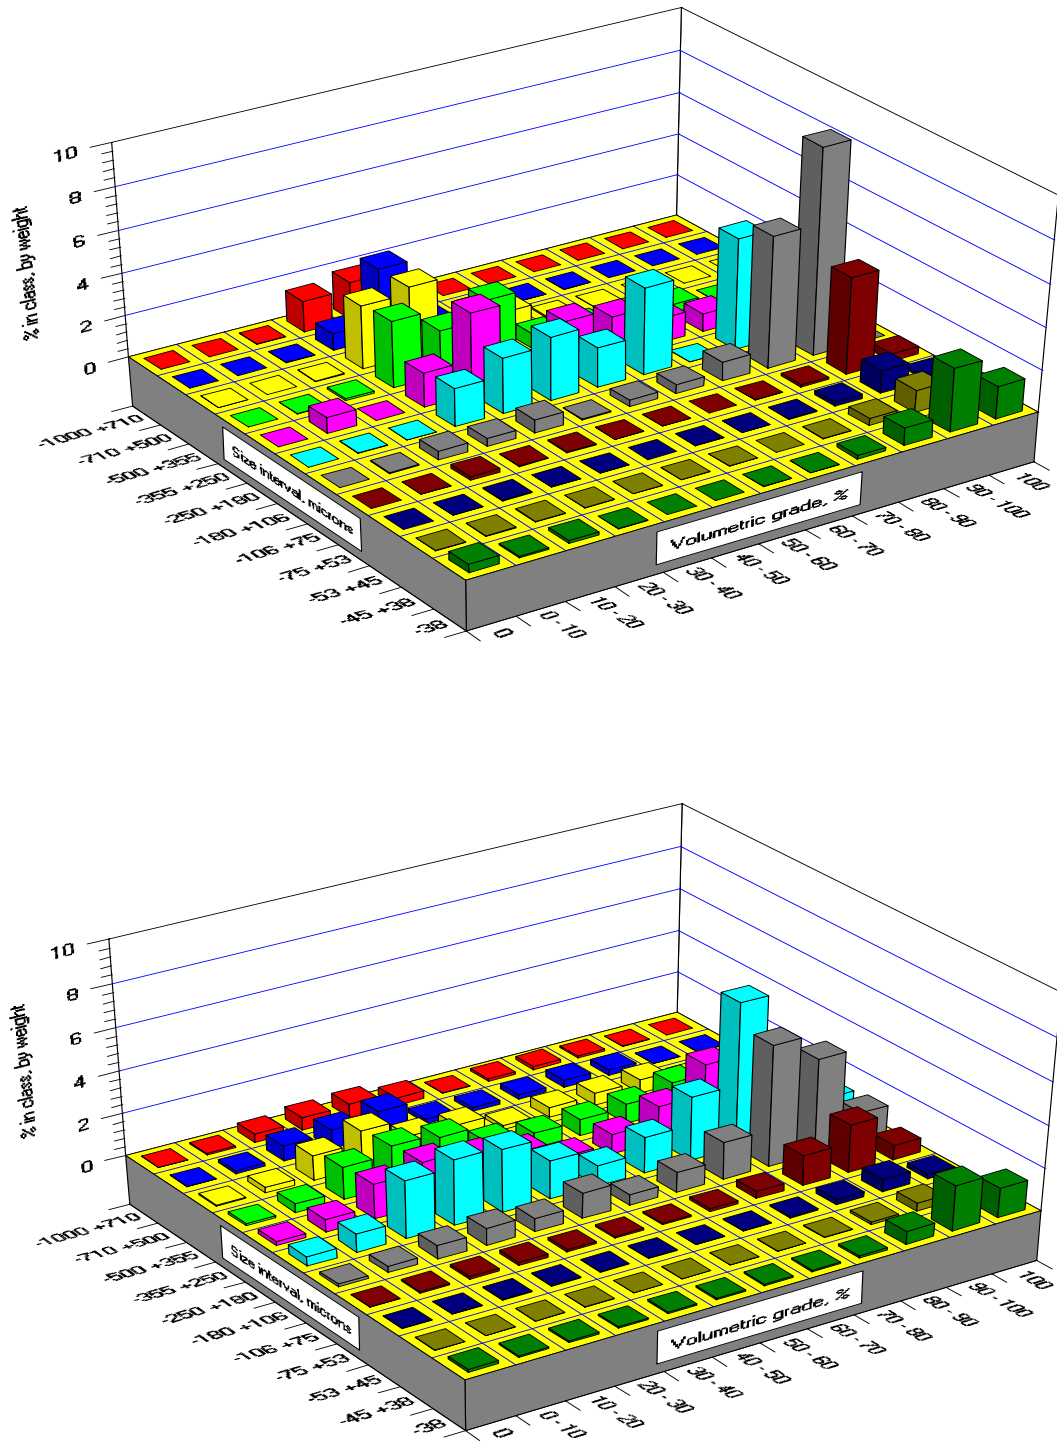 10
8
6
4
2
0
% in class, by weight
-1000 +710
-710 +500
-500 +355
-355 +250
-250 +180
-180 +106
-106 +75
-75 +53
-53 +45
-45 +38
-38
Size interval, microns
Volumetric grade, %
0
0 - 10
10 - 20
20 - 30
30 - 40
40 - 50
50 - 60
60 - 70
70 - 80
80 - 90
90 - 100
100
10
8
6
4
2
0
% in class, by weight
-1000 +710
-710 +500
-500 +355
-355 +250
-250 +180
-180 +106
-106 +75
-75 +53
-53 +45
-45 +38
-38
Size interval, microns
Volumetric grade, %
0
0 - 10
10 - 20
20 - 30
30 - 40
40 - 50
50 - 60
60 - 70
70 - 80
80 - 90
90 - 100
100